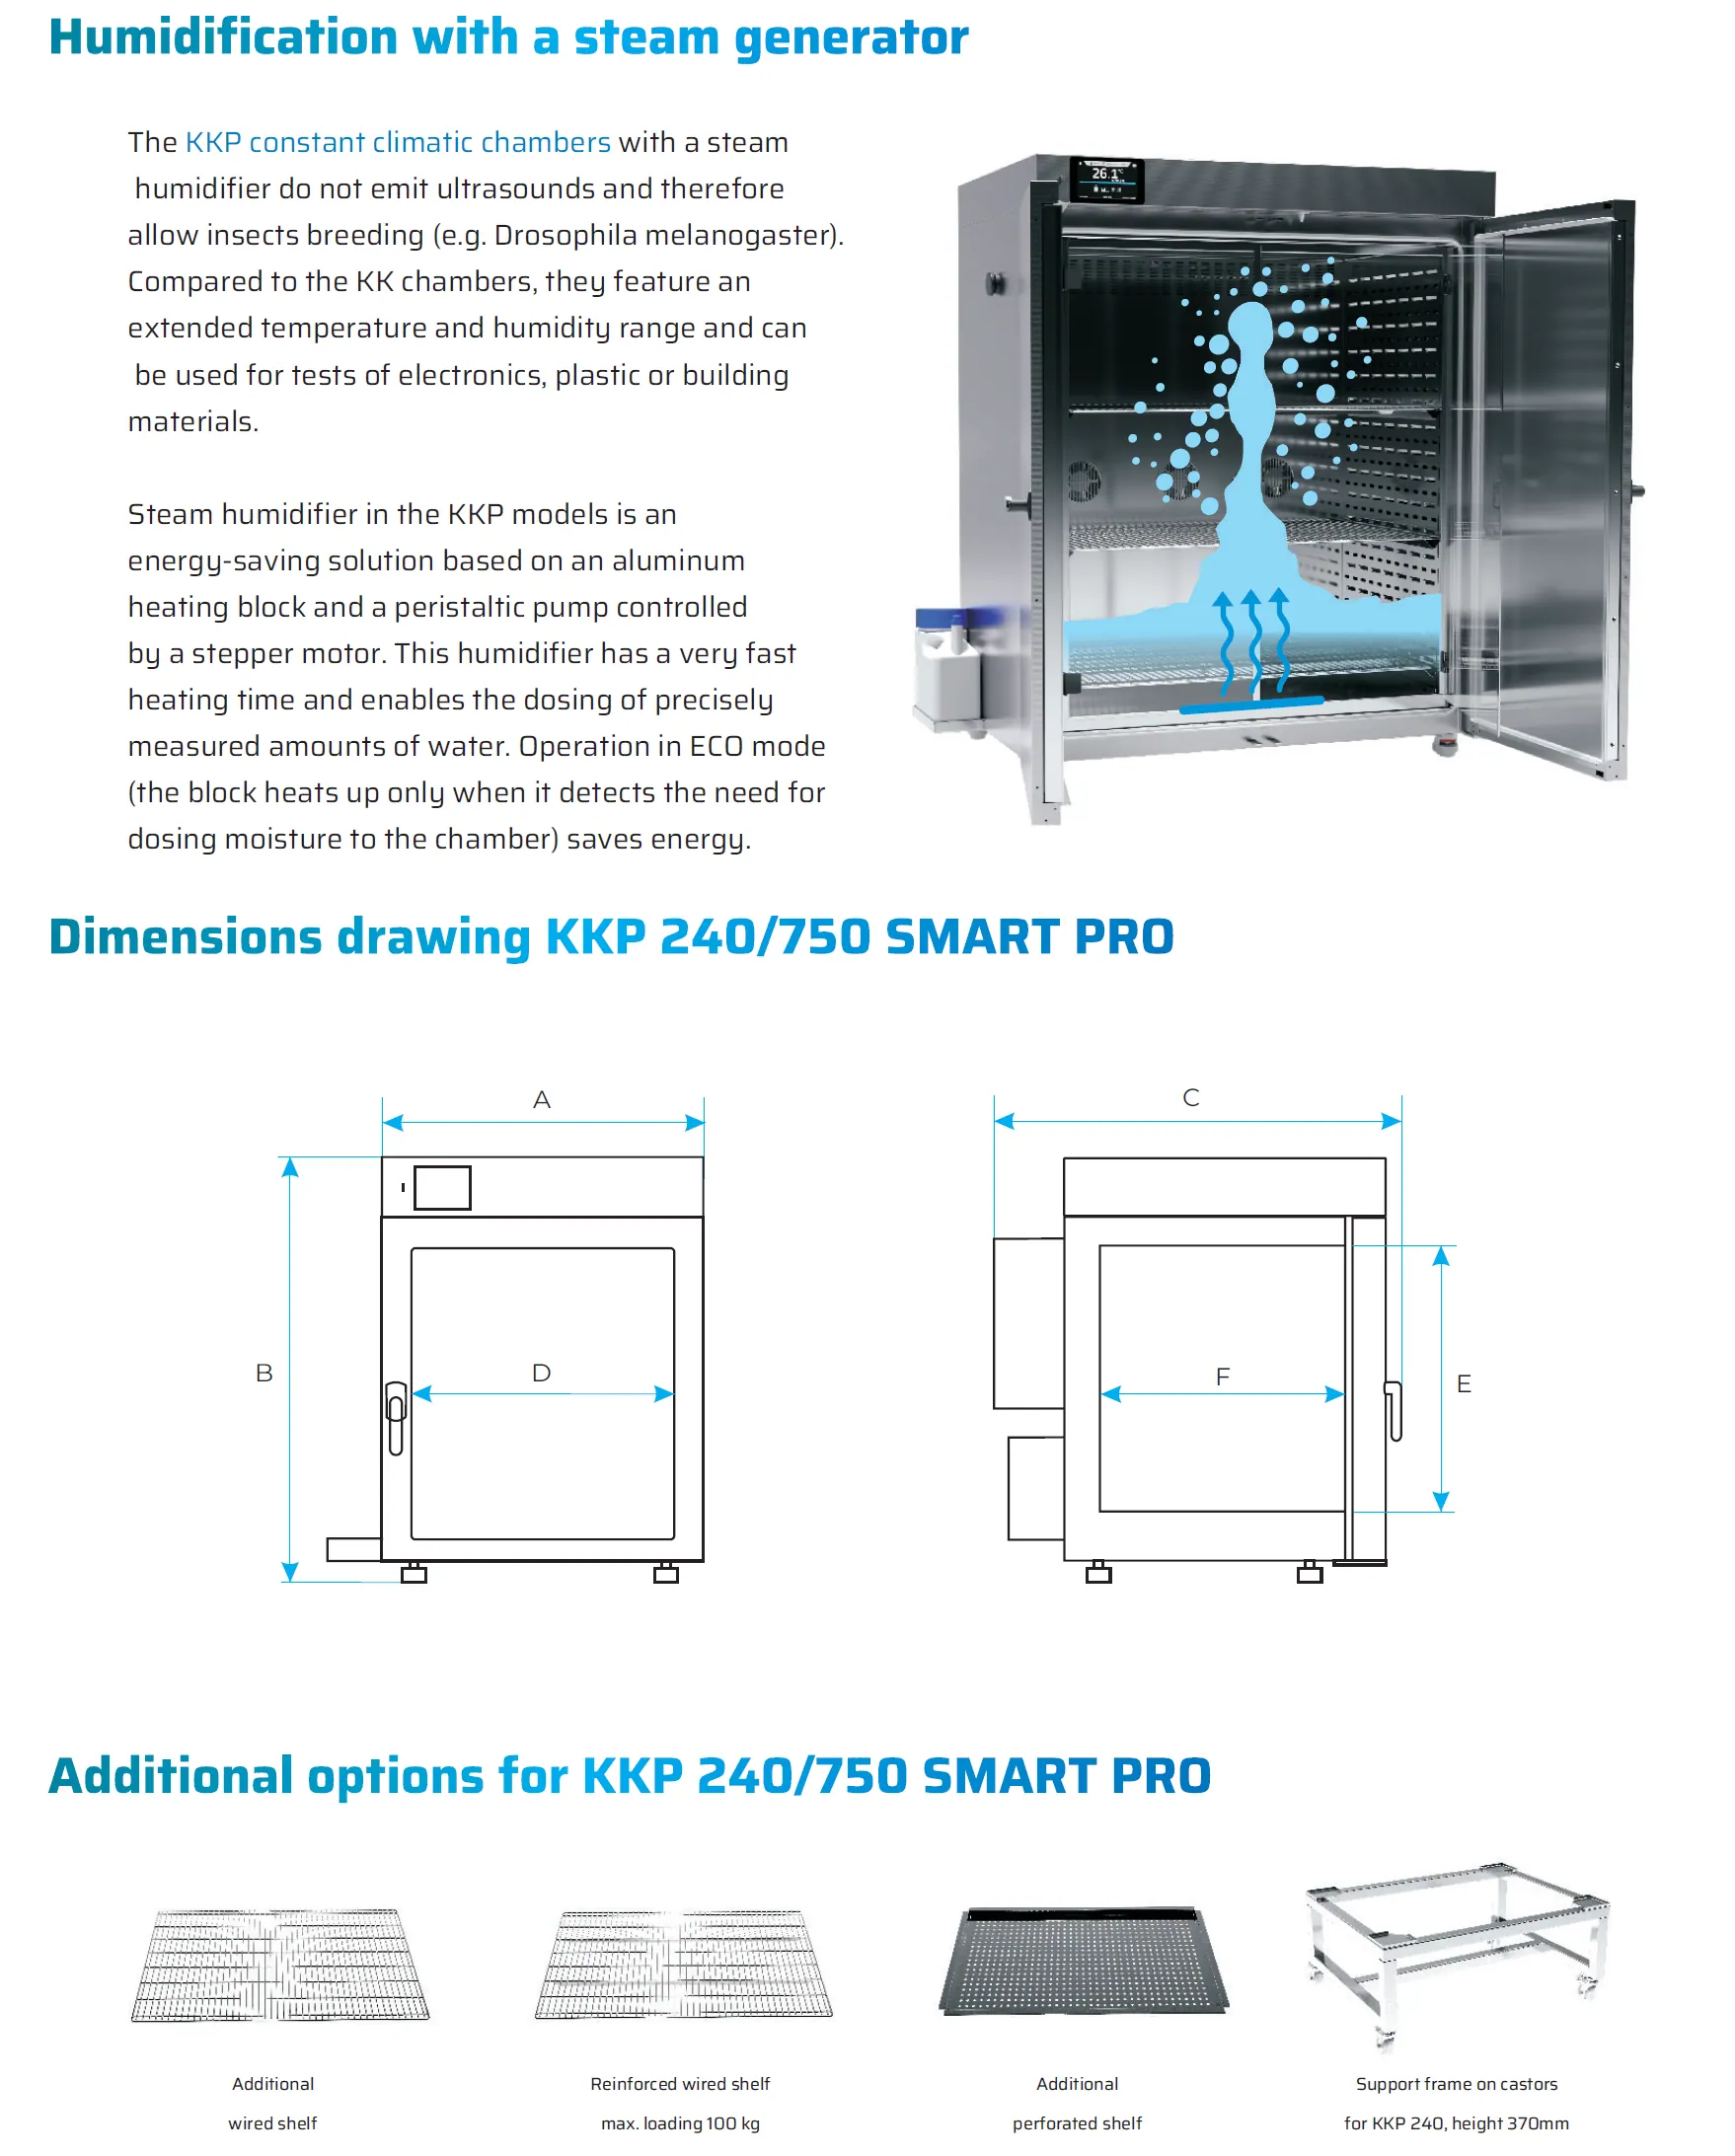 Humidification with a steam generator
The KKP constant climatic chambers with a steam
humidifier do not emit ultrasounds and therefore
allow insects breeding (e.g. Drosophila melanogaster).
Compared to the KK chambers, they feature an
extended temperature and humidity range and can
be used for tests of electronics, plastic or building
materials.
Steam humidifier in the KKP models is an
energy-saving solution based on an aluminum
heating block and a peristaltic pump controlled
by a stepper motor. This humidifier has a very fast
heating time and enables the dosing of precisely
measured amounts of water. Operation in ECO mode
(the block heats up only when it detects the need for
dosing moisture to the chamber) saves energy.
26.1°C
Dimensions drawing KKP 240/750 SMART PRO
A
B
D
C
F
E
Additional options for KKP 240/750 SMART PRO
Additional
wired shelf
Reinforced wired shelf
max. loading 100 kg
Additional
perforated shelf
Support frame on castors
for KKP 240, height 370mm